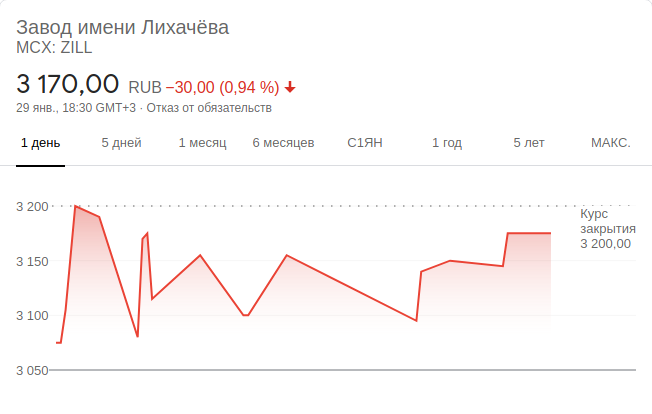 Завод имени Лихачёва
MCX: ZILL
3 170,00 RUB −30,00 (0,94 %)
29 янв., 18:30 GMT+3 · Отказ от обязательств
1 день 5 дней 1 месяц 6 месяцев С1ЯН 1 год 5 лет МАКС.
3 200
Курс
закрытия
3 200,00
3 150
3 100
3 050